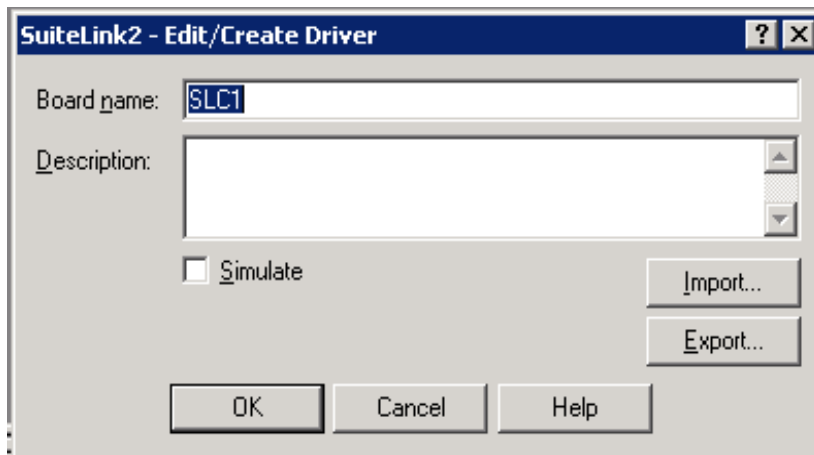 SuiteLink2 - Edit/Create Driver
Board name: SLC1
Description:
Simulate
Import...
Export...
OK Cancel Help